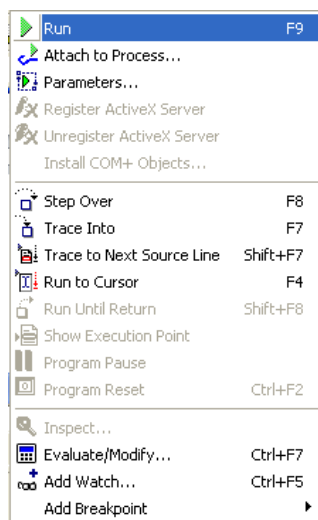 Run F9
Attach to Process...
Parameters...
Register ActiveX Server
Unregister ActiveX Server
Install COM+ Objects...
Step Over F8
Trace Into F7
Trace to Next Source Line Shift+F7
Run to Cursor F4
Run Until Return Shift+F8
Show Execution Point
Program Pause
Program Reset Ctrl+F2
Inspect...
Evaluate/Modify... Ctrl+F7
Add Watch... Ctrl+F5
Add Breakpoint